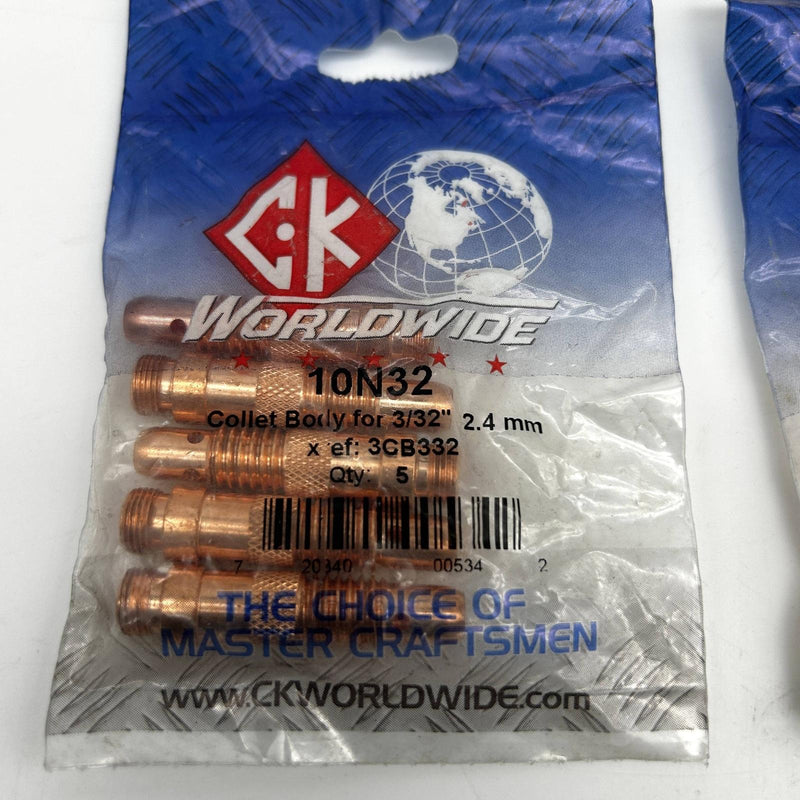 CK
WORLDWIDE
10N32
Collet Body for 3/32" 2.4 mm
x ef: 3CB332
Qty: 5
7 20340 00534 2
THE CHOICE OF
MASTER CRAFTSMEN
www.CKWORLDWIDE.com